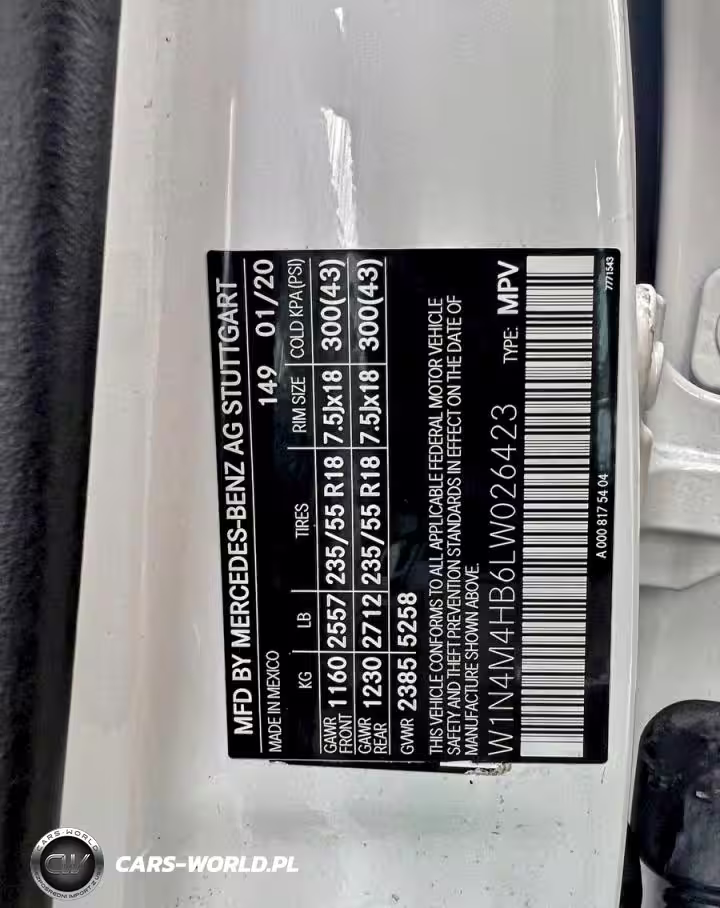 MFD BY MERCEDES-BENZ AG STUTTGART
MADE IN MEXICO 149 01/20
KG LB TIRES RIM SIZE COLD KPA(PSI)
GAWR FRONT 1160 2557 235/55 R18 7.5Jx18 300(43)
GAWR REAR 1230 2712 235/55 R18 7.5Jx18 300(43)
GVWR 2385 5258
THIS VEHICLE CONFORMS TO ALL APPLICABLE FEDERAL MOTOR VEHICLE
SAFETY AND THEFT PREVENTION STANDARDS IN EFFECT ON THE DATE OF
MANUFACTURE SHOWN ABOVE.
W1N4M4HB6LW026423 TYPE: MPV
A 000 817 54 04 7771543
CARS-WORLD
CW
CARS-WORLD.PL